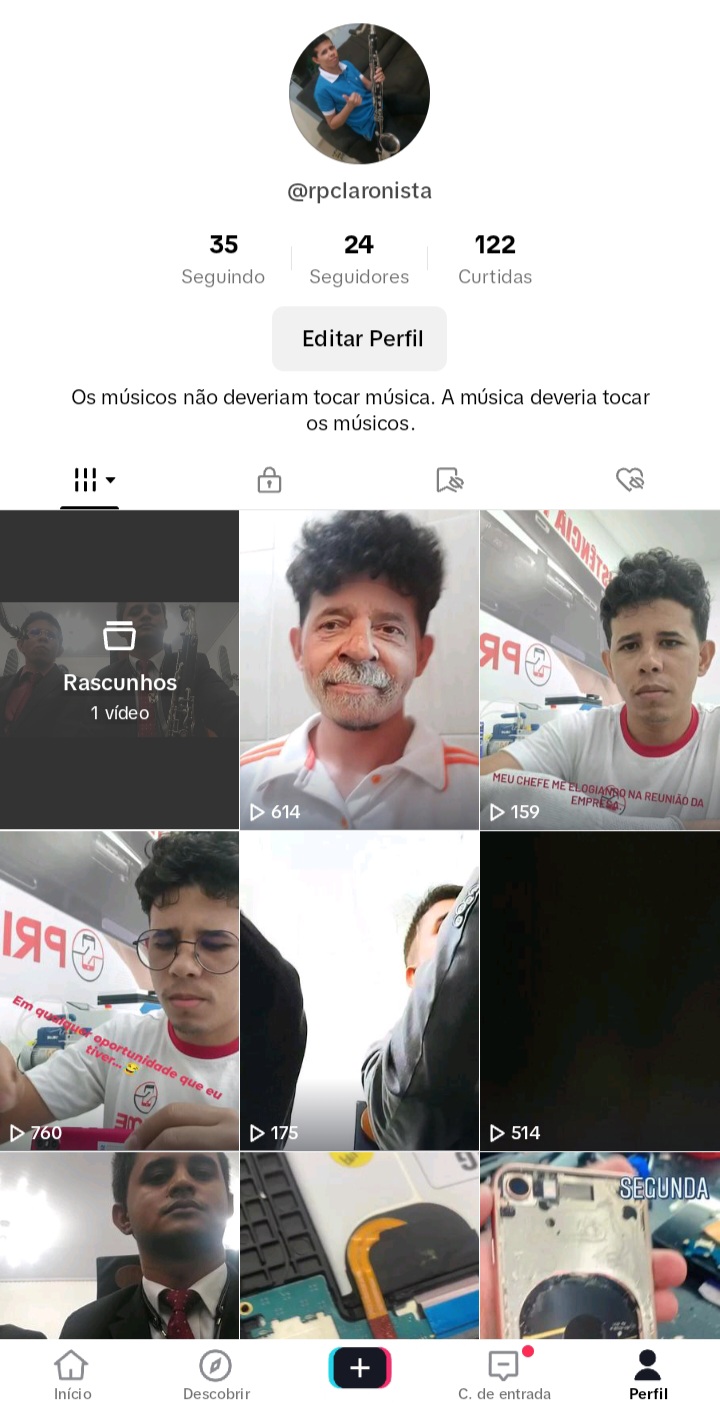 @rpclaronista
35
24
122
Seguindo
Seguidores
Curtidas
Editar Perfil
Os músicos não deveriam tocar música. A música deveria tocar
os músicos.
Rascunhos
1 vídeo
614
PRI
MEU CHEFE ME ELOGIANDO NA REUNIÃO DA
EMPRESA.
159
PRI
Em qualquer oportunidade que eu
tiver... 😂
760
175
514
SEGUNDA
Início
Descobrir
C. de entrada
Perfil